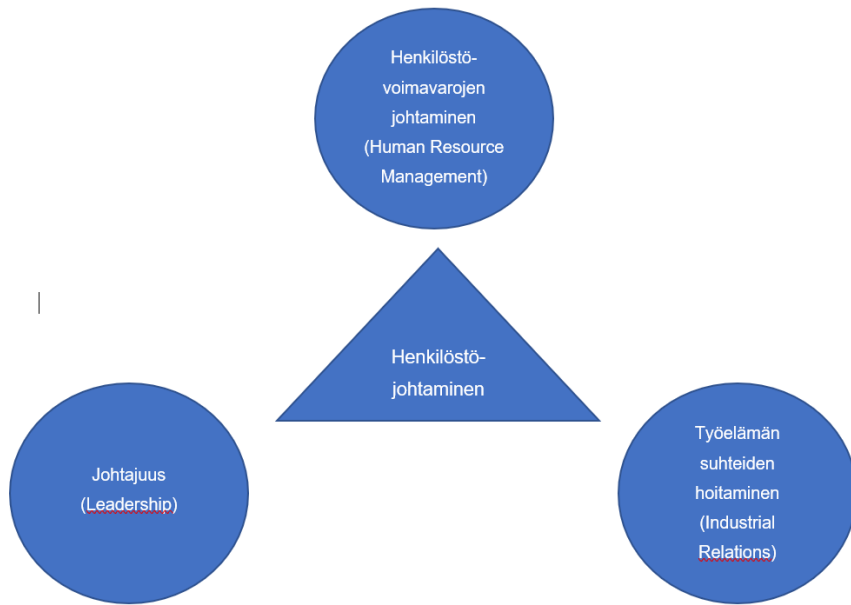 Henkilöstö-
voimavarojen
johtaminen
(Human Resource
Management)
Henkilöstö-
johtaminen
Johtajuus
(Leadership)
Työelämän
suhteiden
hoitaminen
(Industrial
Relations)